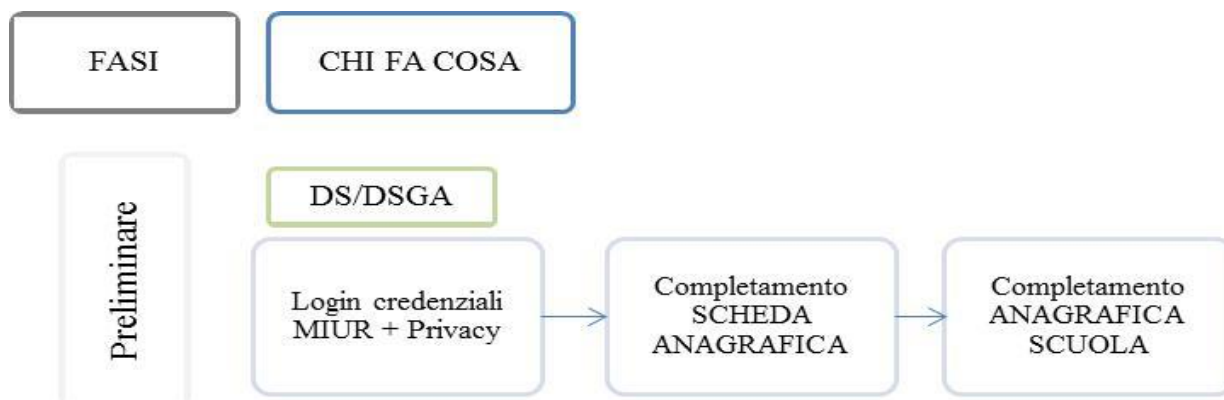 FASI
CHI FA COSA
Preliminare
DS/DSGA
Login credenziali
MIUR + Privacy
Completamento
SCHEDA
ANAGRAFICA
Completamento
ANAGRAFICA
SCUOLA